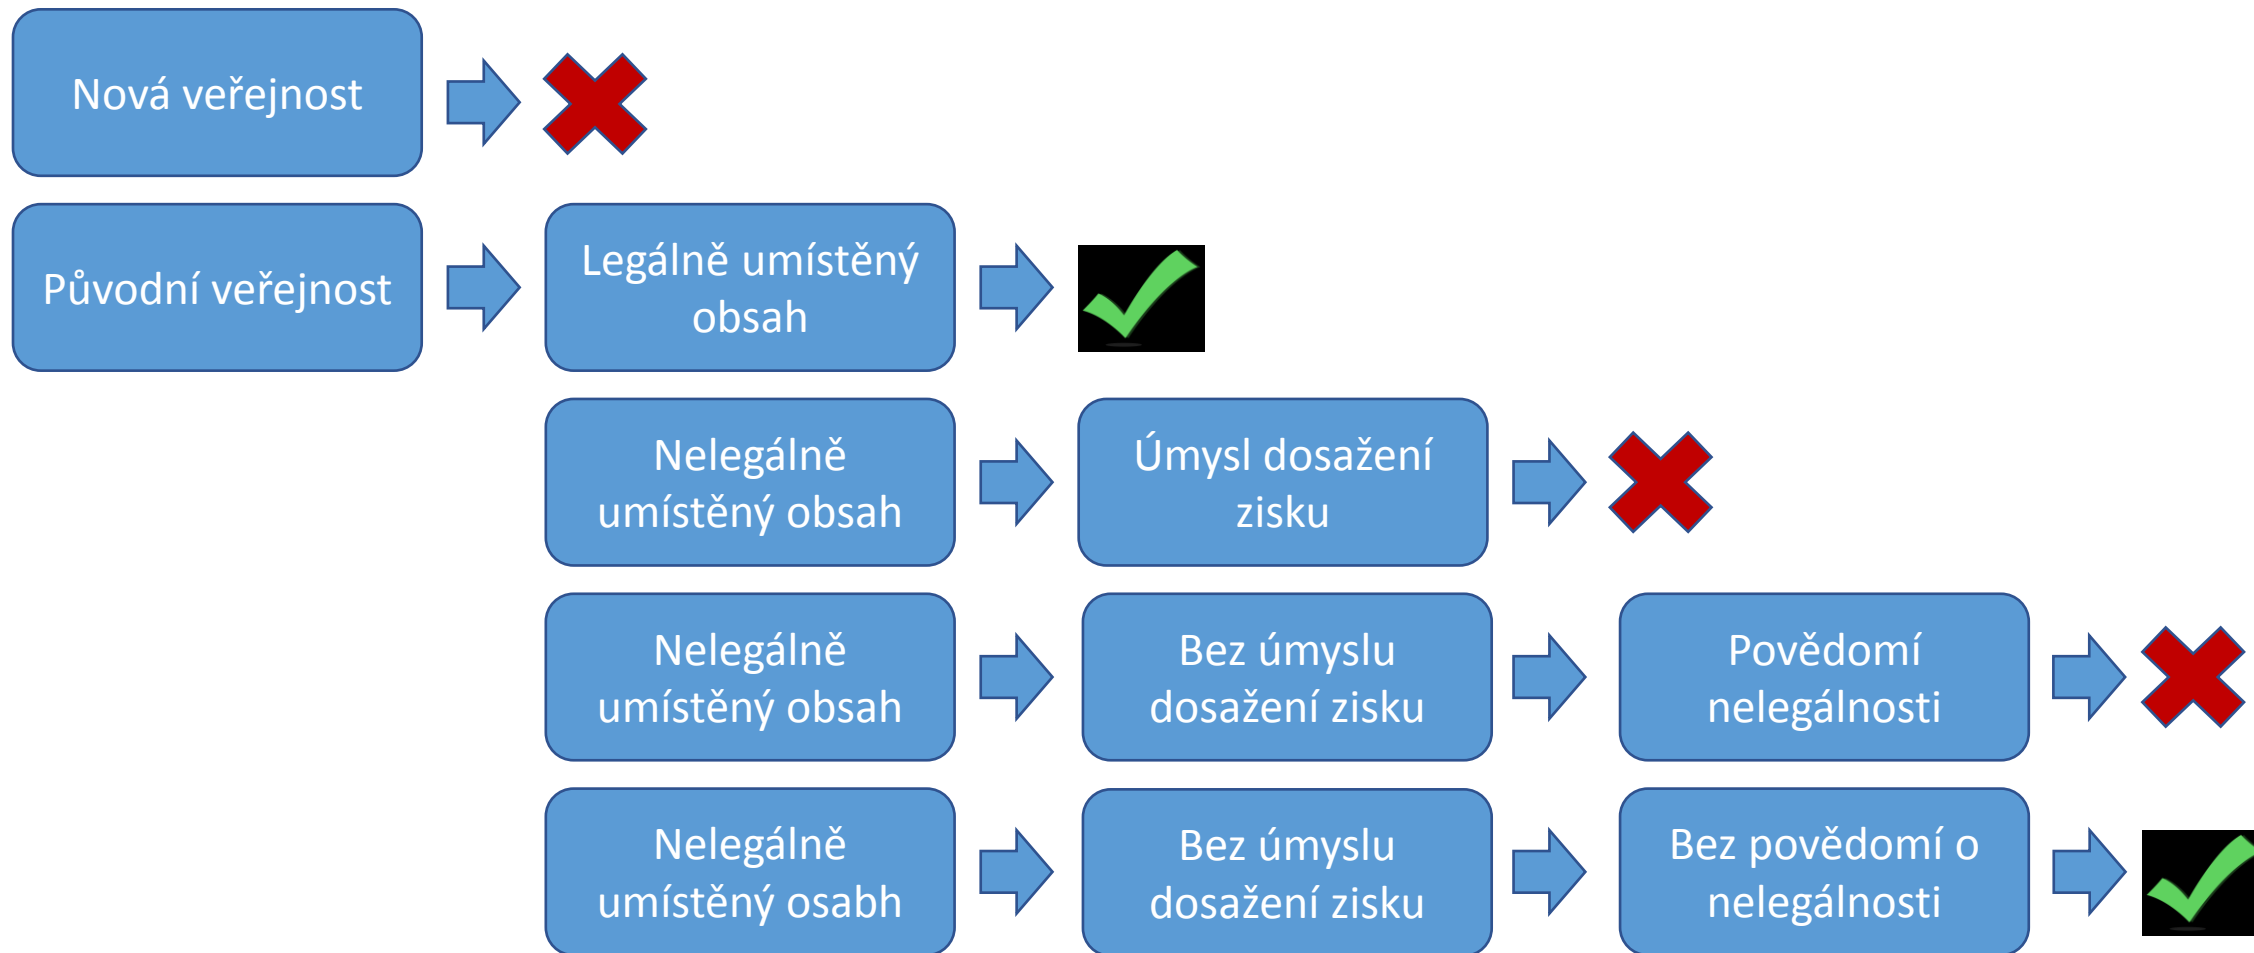 Nová veřejnost
Původní veřejnost
Legálně umístěný
obsah
Nelegálně
umístěný obsah
Úmysl dosažení
zisku
Nelegálně
umístěný obsah
Bez úmyslu
dosažení zisku
Povědomí
nelegálnosti
Nelegálně
umístěný osabh
Bez úmyslu
dosažení zisku
Bez povědomí o
nelegálnosti